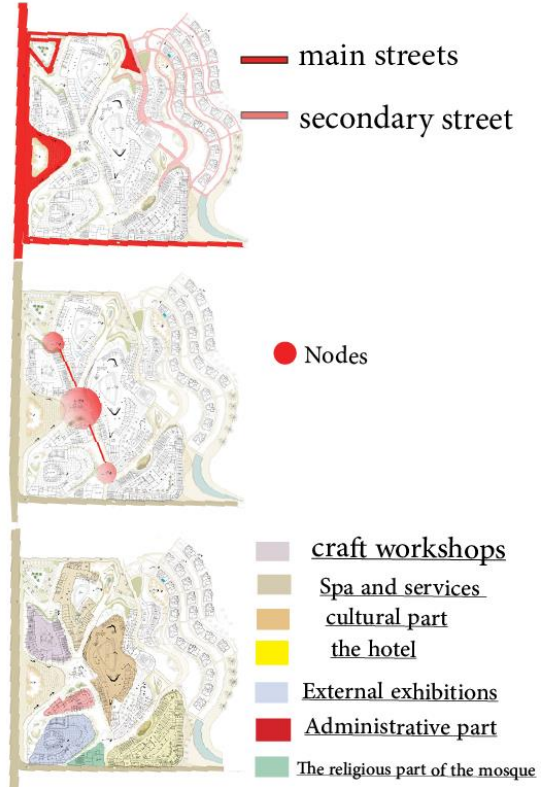 main streets
secondary street
Nodes
craft workshops
Spa and services
cultural part
the hotel
External exhibitions
Administrative part
The religious part of the mosque